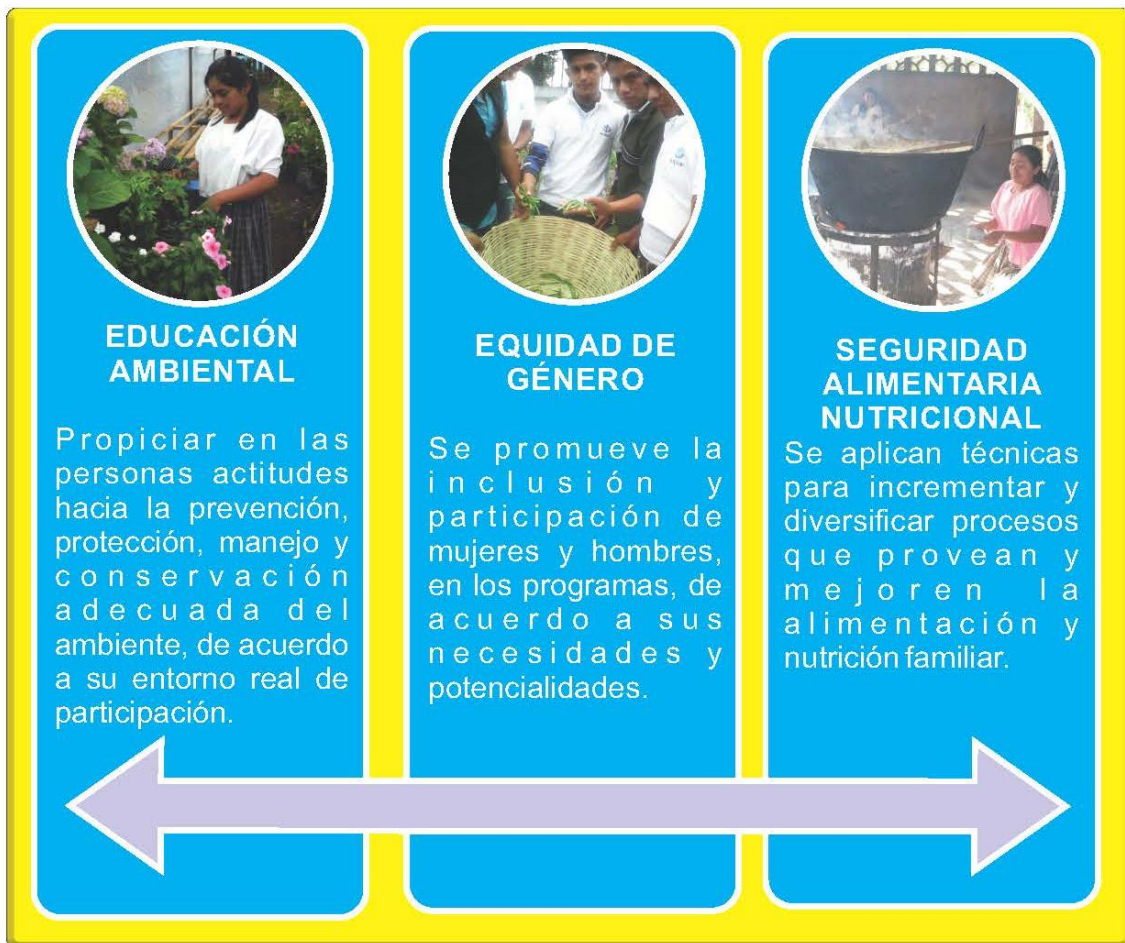 EDUCACIÓN
AMBIENTAL
Propiciar en las
personas actitudes
hacia la prevención,
protección, manejo y
conservación
adecuada del
ambiente, de acuerdo
a su entorno real de
participación.
EQUIDAD DE
GÉNERO
Se promueve la
inclusión y
participación de
mujeres y hombres,
en los programas, de
acuerdo a sus
necesidades y
potencialidades.
SEGURIDAD
ALIMENTARIA
NUTRICIONAL
Se aplican técnicas
para incrementar y
diversificar procesos
que provean y
mejoren la
alimentación y
nutrición familiar.